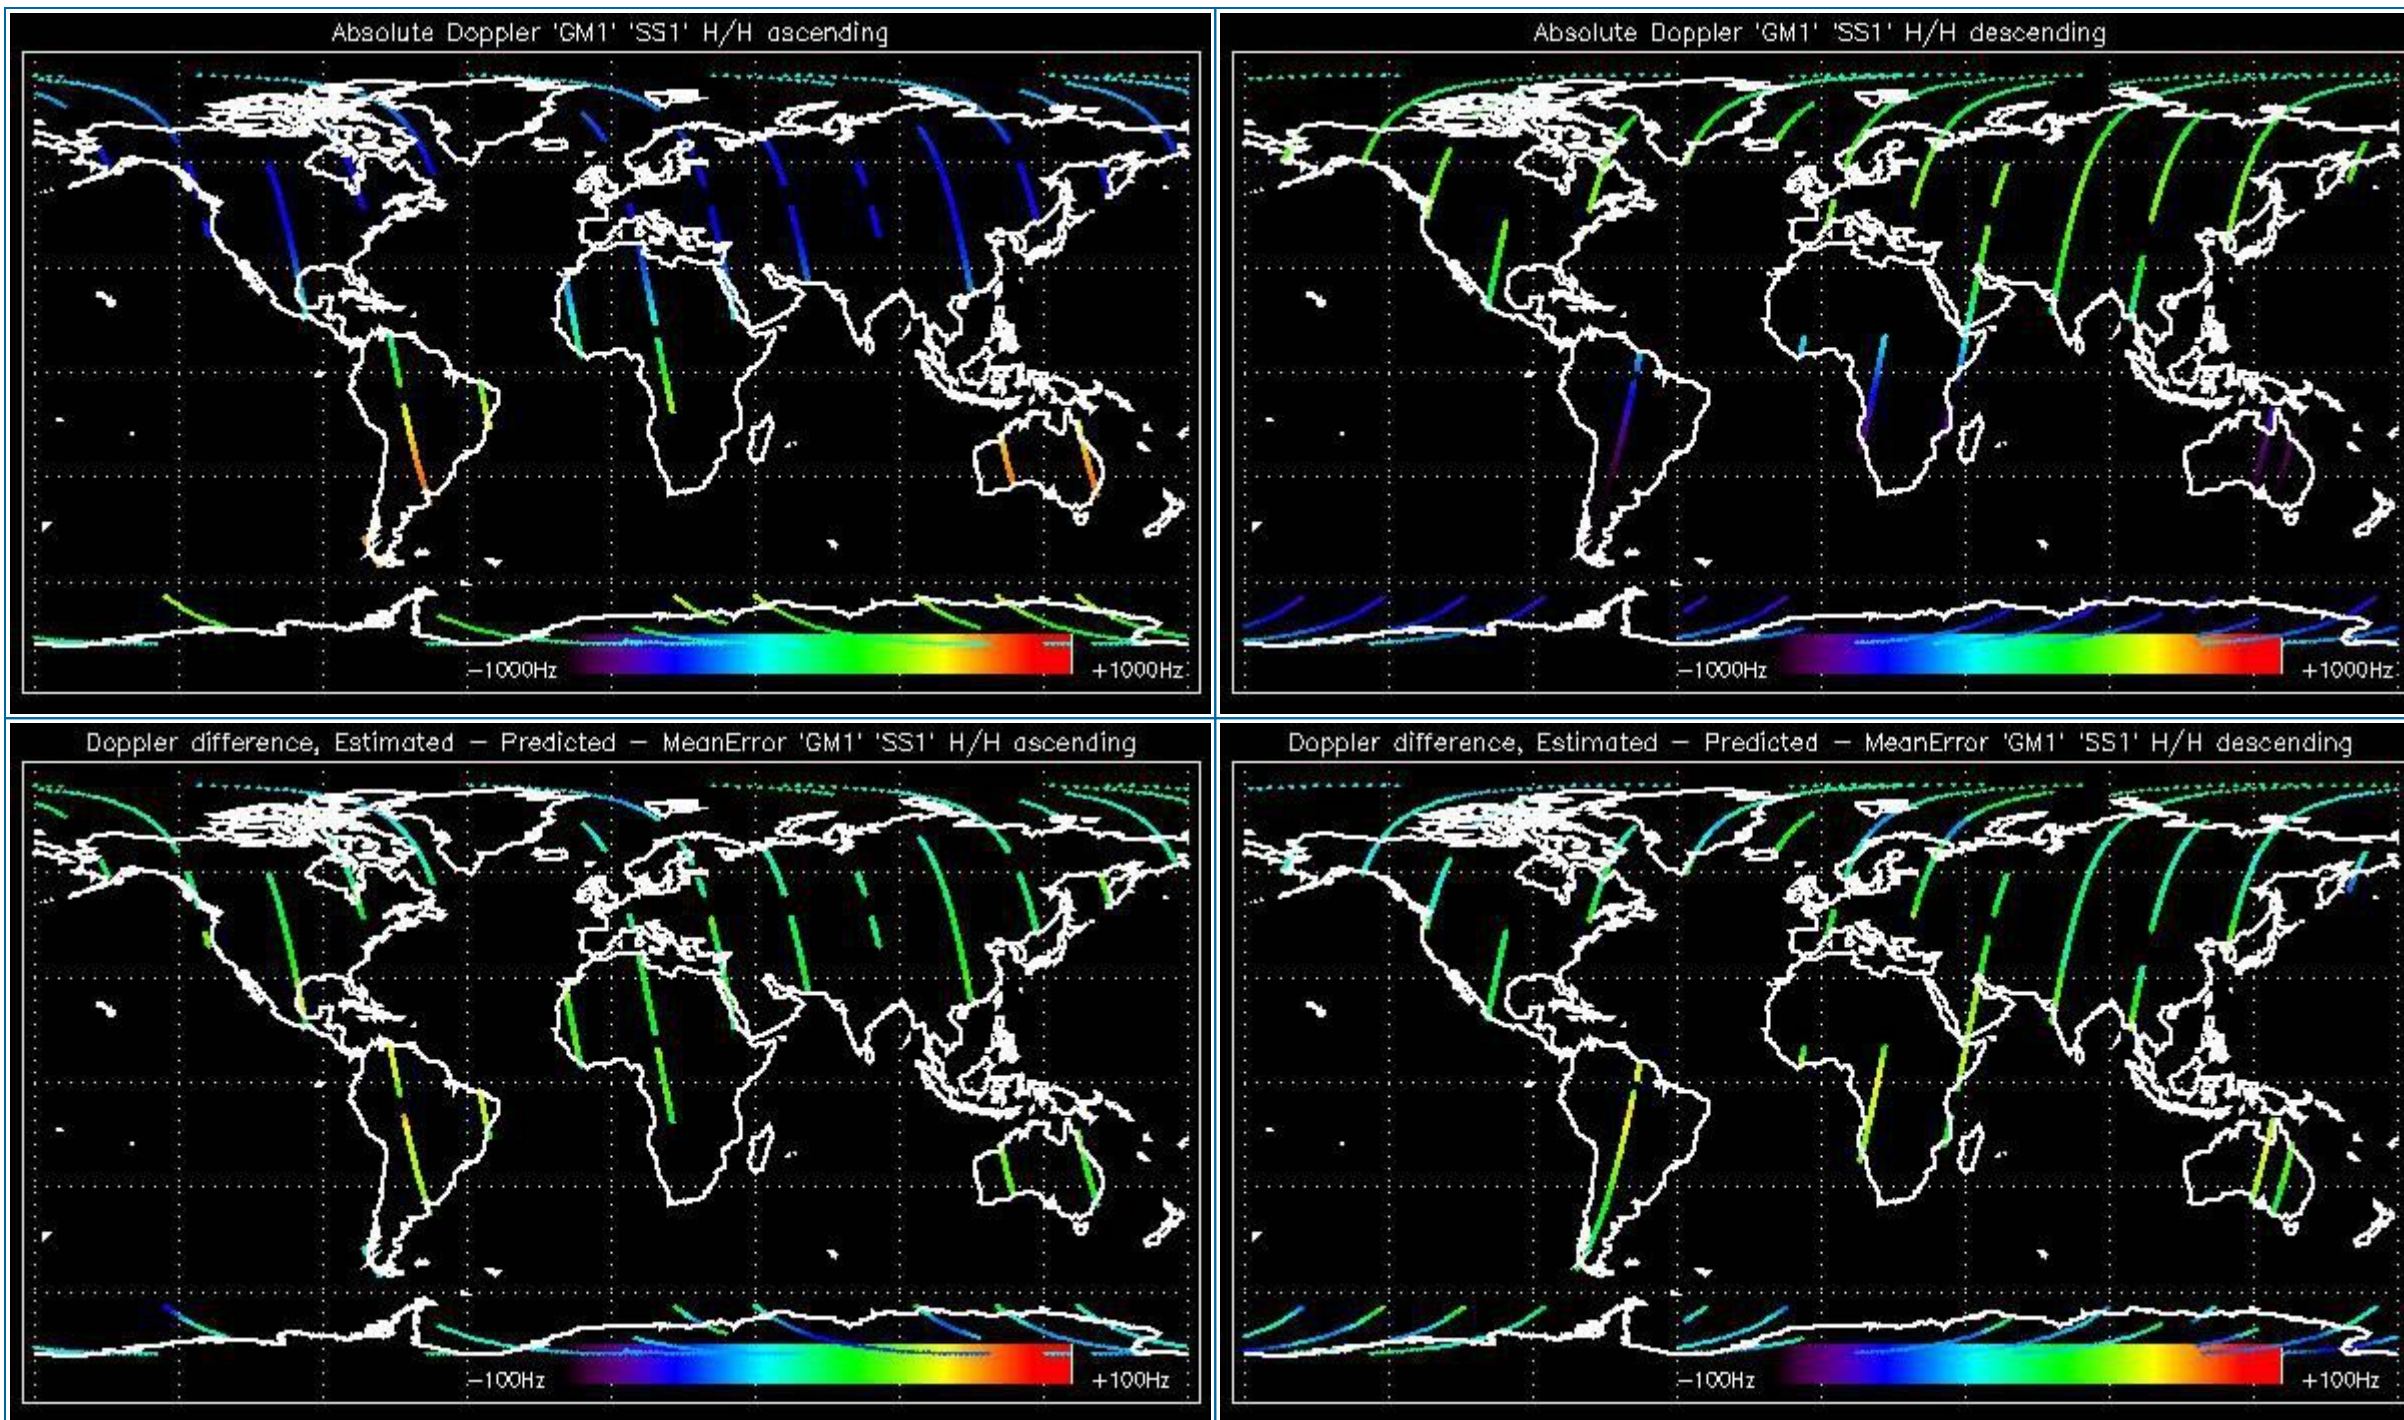 Absolute Doppler 'GM1' 'SS1' H/H ascending
−1000Hz
+1000Hz
Absolute Doppler 'GM1' 'SS1' H/H descending
−1000Hz
+1000Hz
Doppler difference, Estimated − Predicted − MeanError 'GM1' 'SS1' H/H ascending
−100Hz
+100Hz
Doppler difference, Estimated − Predicted − MeanError 'GM1' 'SS1' H/H descending
−100Hz
+100Hz